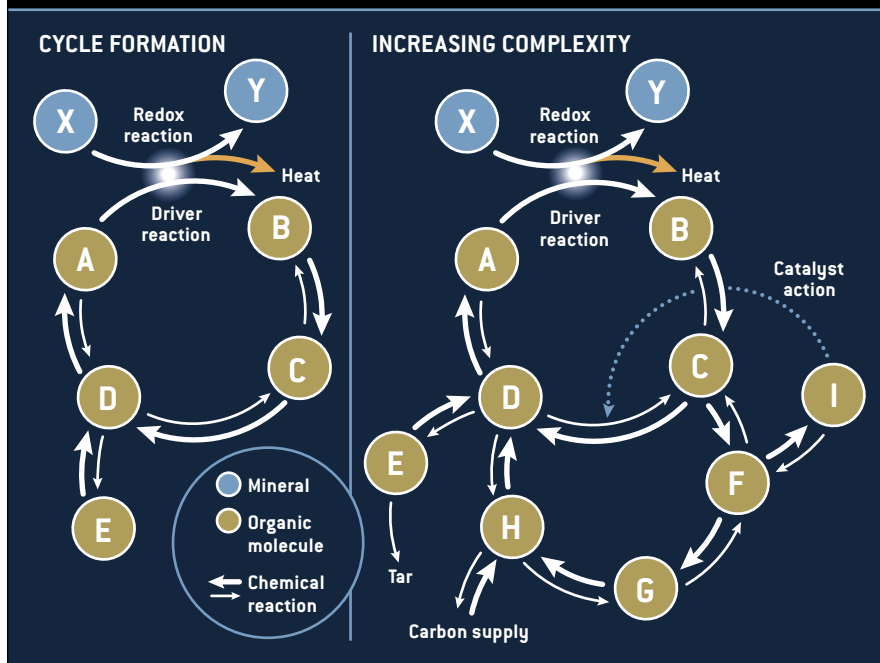 CYCLE FORMATION
X
Y
Redox
reaction
Heat
Driver
reaction
A
B
C
D
E
Mineral
Organic
molecule
Chemical
reaction
INCREASING COMPLEXITY
X
Y
Redox
reaction
Heat
Driver
reaction
A
B
Catalyst
action
C
D
I
E
F
H
G
Tar
Carbon supply